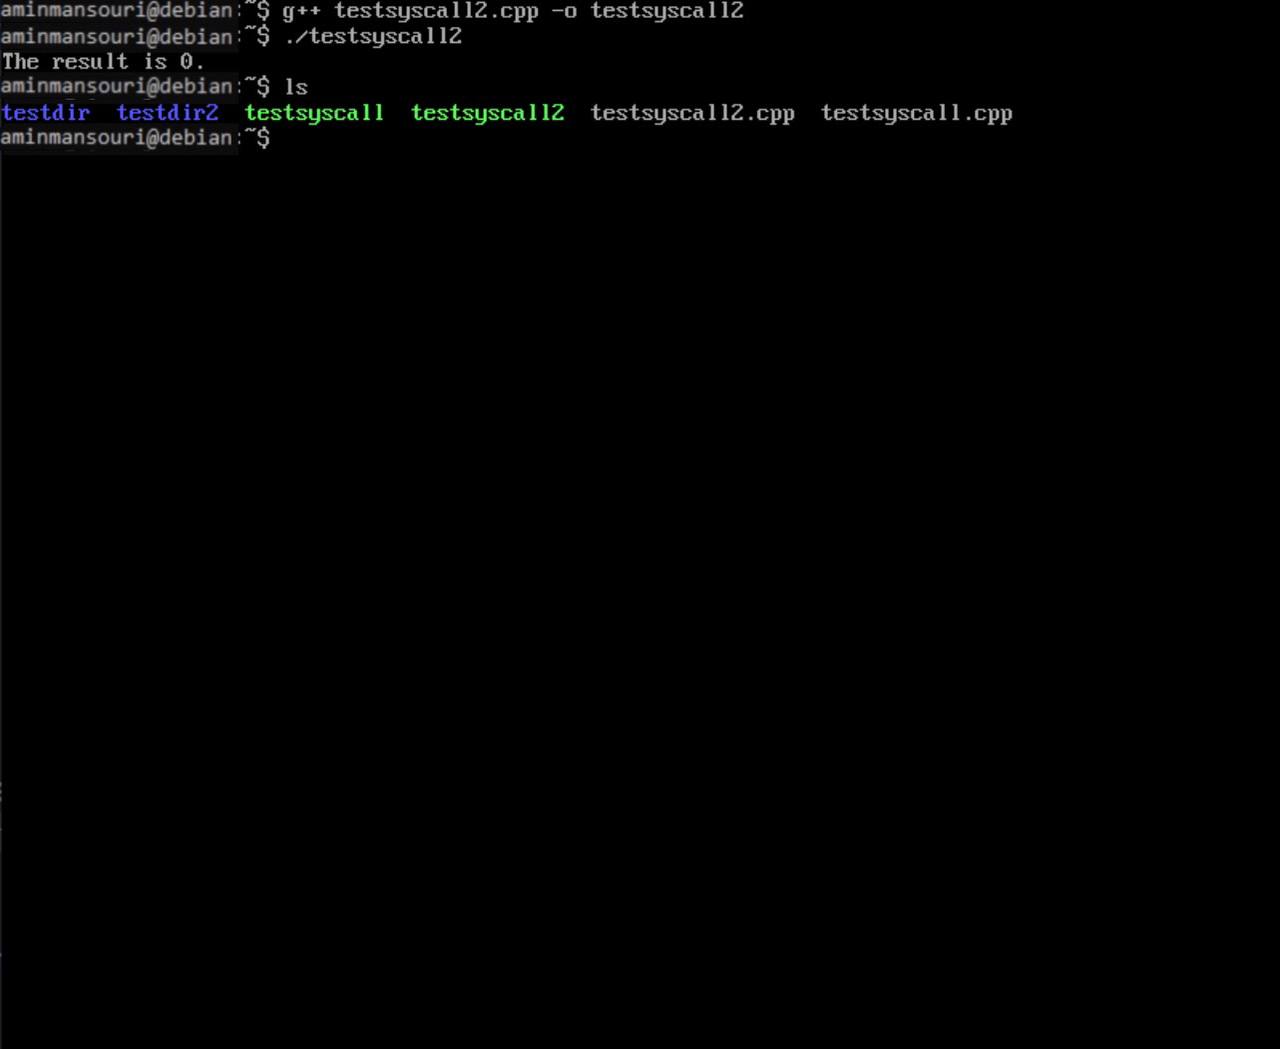 aminmansouri@debian:~$ g++ testsyscall2.cpp -o testsyscall2
aminmansouri@debian:~$ ./testsyscall2
The result is 0.
aminmansouri@debian:~$ ls
testdir testdir2 testsyscall testsyscall2 testsyscall2.cpp testsyscall.cpp
aminmansouri@debian:~$